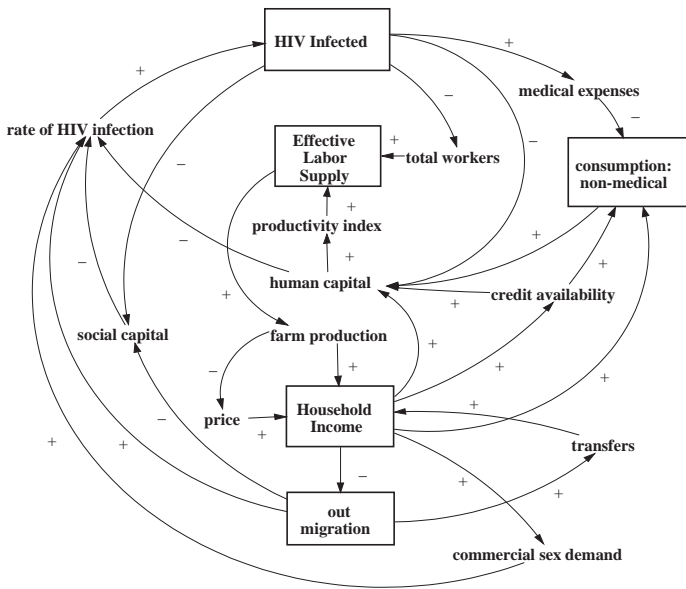 HIV Infected
+
+
medical expenses
−
−
rate of HIV infection
+
Effective
Labor
Supply
total workers
−
−
consumption:
non-medical
+
productivity index
−
−
+
+
+
human capital
+
credit availability
+
+
social capital
farm production
+
−
+
+
+
−
price
+
Household
Income
+
transfers
+
+
−
+
+
out
migration
commercial sex demand